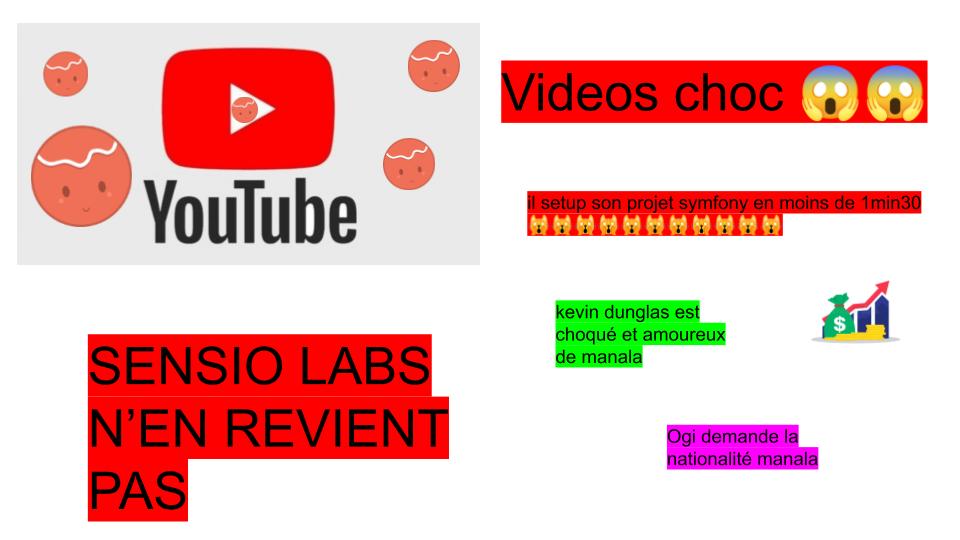 YouTube
Videos choc 😱😱
il setup son projet symfony en moins de 1min30
🙀🙀🙀🙀🙀🙀🙀🙀🙀🙀🙀
kevin dunglas est
choqué et amoureux
de manala
$
SENSIO LABS
N’EN REVIENT
PAS
Ogi demande la
nationalité manala